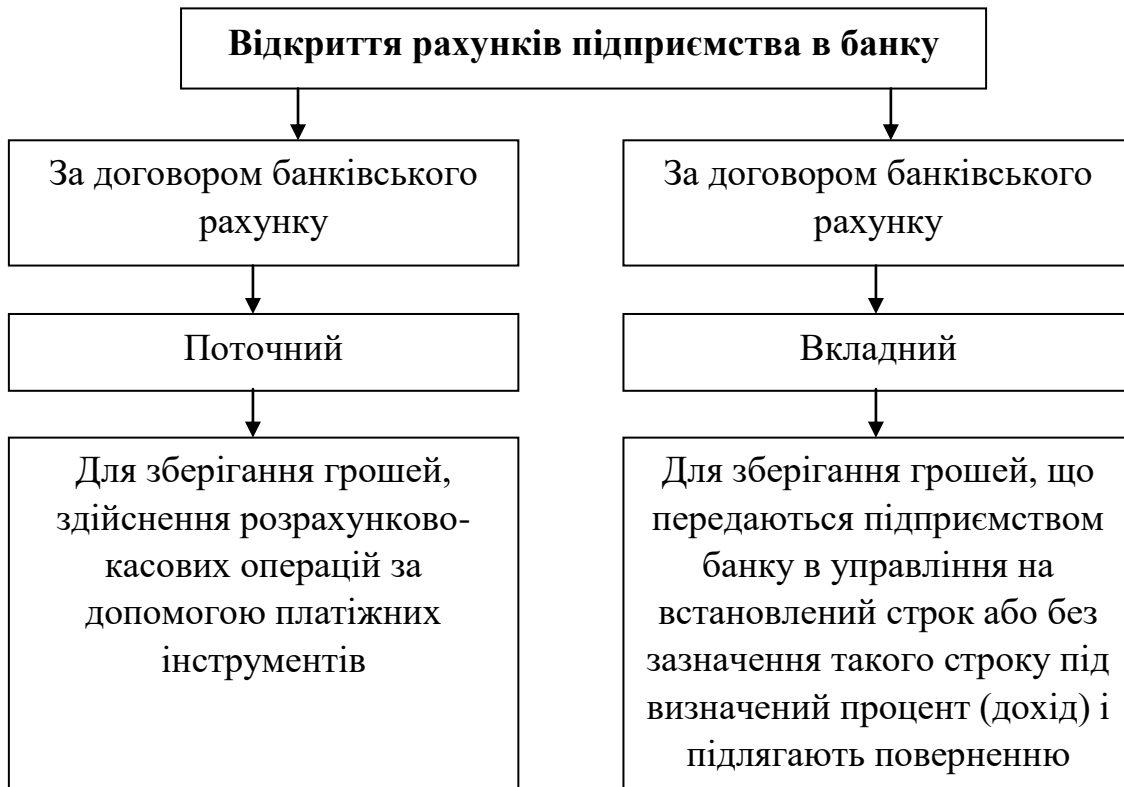 Відкриття рахунків підприємства в банку
За договором банківського
рахунку
Поточний
Для зберігання грошей,
здійснення розрахунково-
касових операцій за
допомогою платіжних
інструментів
За договором банківського
рахунку
Вкладний
Для зберігання грошей, що
передаються підприємством
банку в управління на
встановлений строк або без
зазначення такого строку під
визначений процент (дохід) і
підлягають поверненню